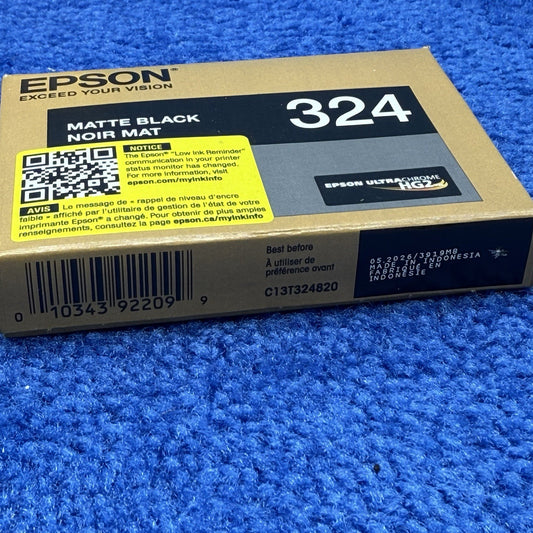 EPSON®
EXCEED YOUR VISION
MATTE BLACK
NOIR MAT
324
NOTICE
The Epson® "Low Ink Reminder"
communication in your printer
status monitor has changed.
For more information, visit
epson.com/myinkinfo
AVIS Le message de « rappel de niveau d'encre
faible » affiché par l'utilitaire de gestion de l'état de votre
imprimante Epson® a changé. Pour obtenir de plus amples
renseignements, consultez la page epson.ca/myinkinfo
EPSON ULTRACHROME
HG2
0 10343 92209 9
Best before
À utiliser de
préférence avant
C13T324820
05.2026/3919MB
MADE IN INDONESIA
FABRIQUÉ EN
INDONÉSIE